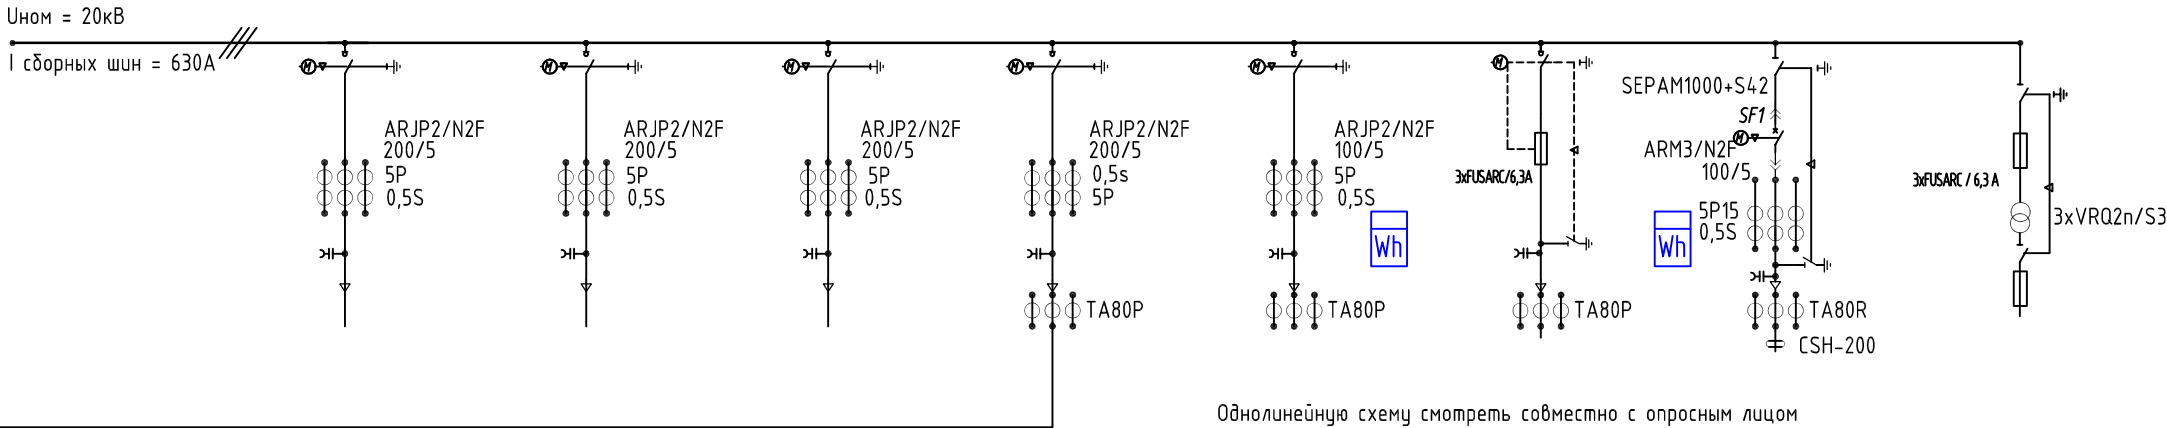 Uном = 20кВ
I сборных шин = 630А
М
М
М
М
М
М
ARJP2/N2F
200/5
5P
0,5S
ARJP2/N2F
200/5
5P
0,5S
ARJP2/N2F
200/5
5P
0,5S
ARJP2/N2F
200/5
0,5s
5P
TA80P
ARJP2/N2F
100/5
5P
0,5S
Wh
TA80P
3xFUSARC/6,3А
TA80P
SEPAM1000+S42
SF1
М
ARM3/N2F
100/5
5P15
0,5S
Wh
TA80R
CSH-200
3xFUSARC / 6,3 А
3xVRQ2n/S3
Однолинейную схему смотреть совместно с опросным лицом